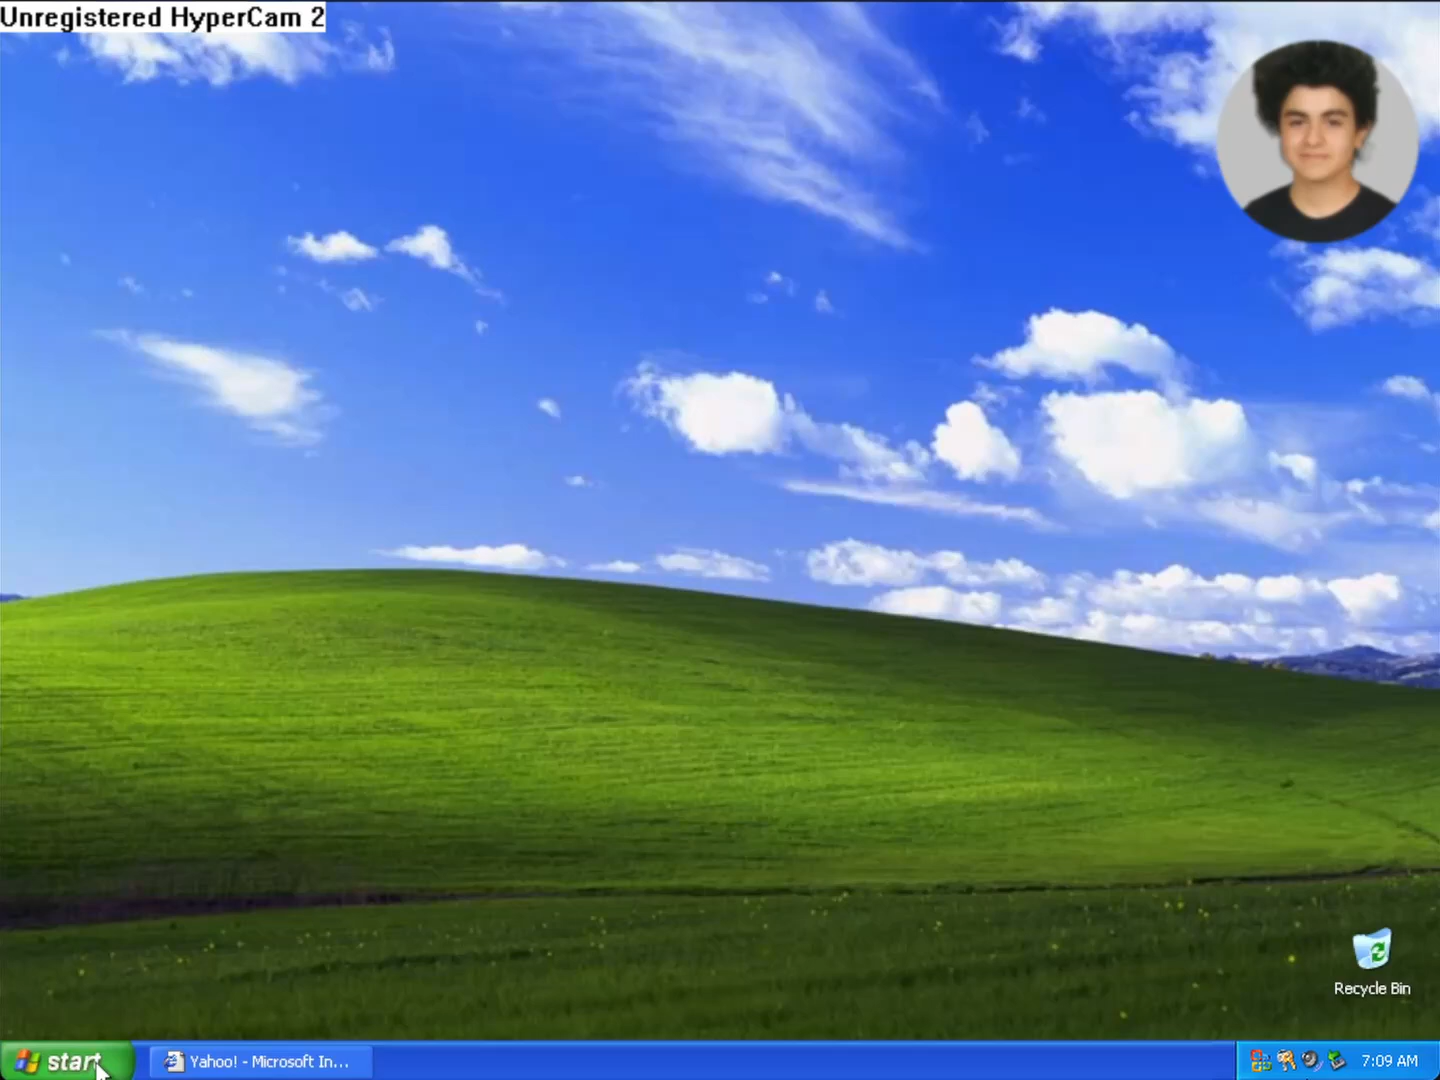 Unregistered HyperCam 2
Recycle Bin
start
Yahoo! - Microsoft In...
7:09 AM